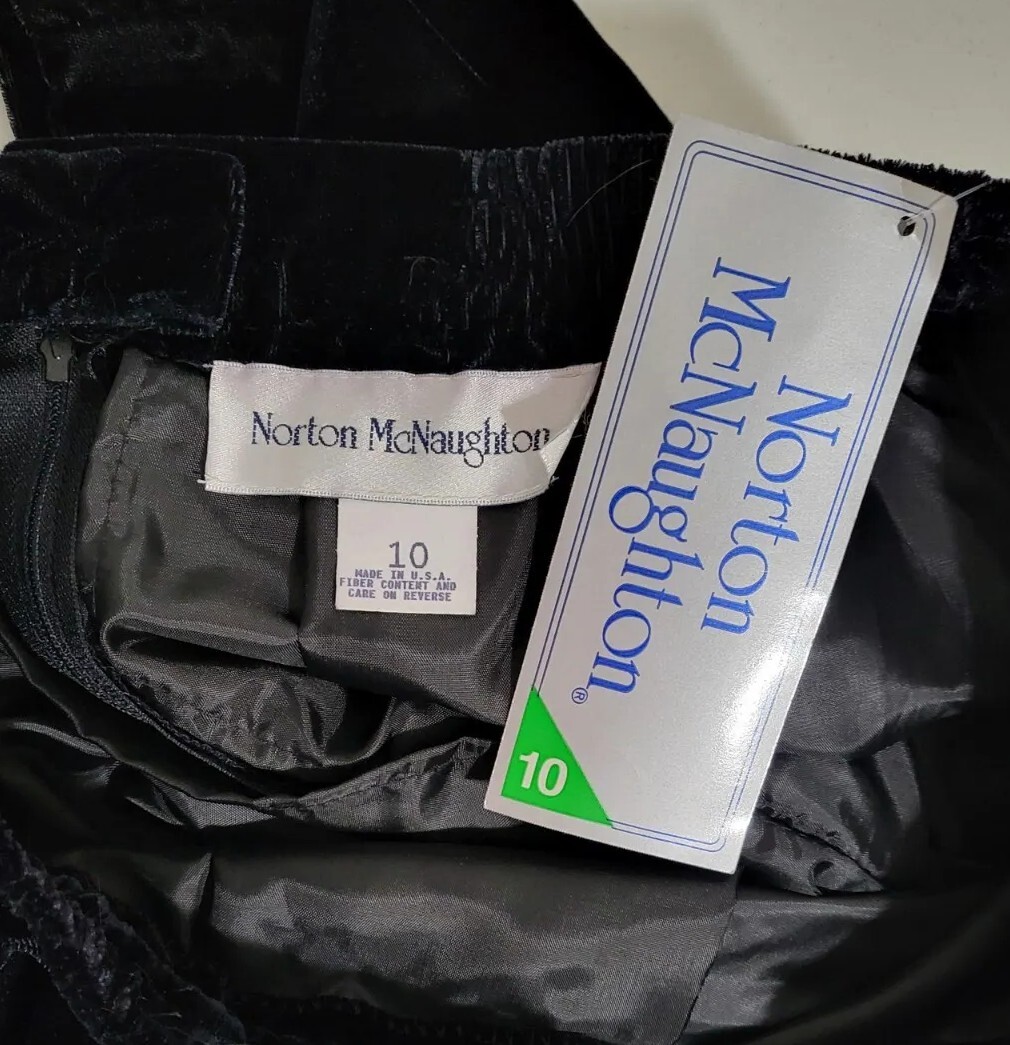 Norton McNaughton
10
MADE IN U.S.A.
FIBER CONTENT AND
CARE ON REVERSE
Norton
McNaughton®
10